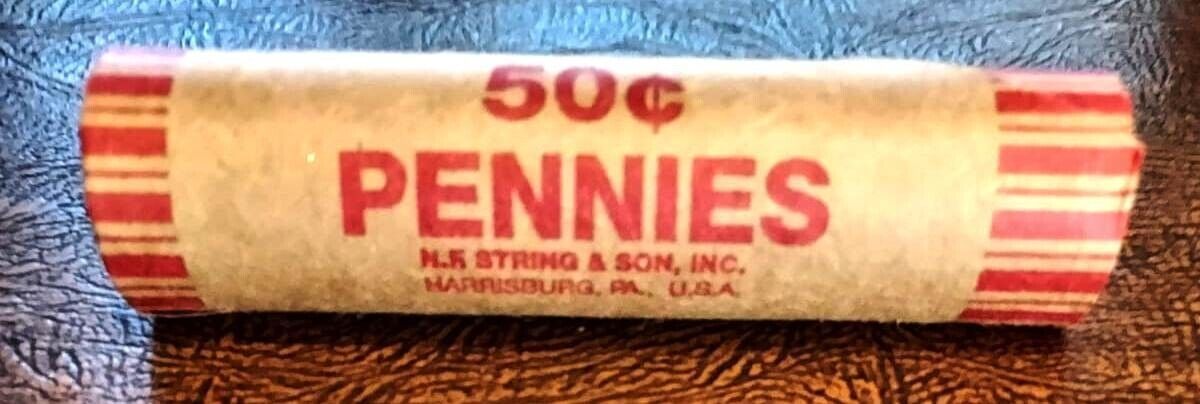 50¢
PENNIES
N.F. STRING & SON, INC.
HARRISBURG, PA., U.S.A.